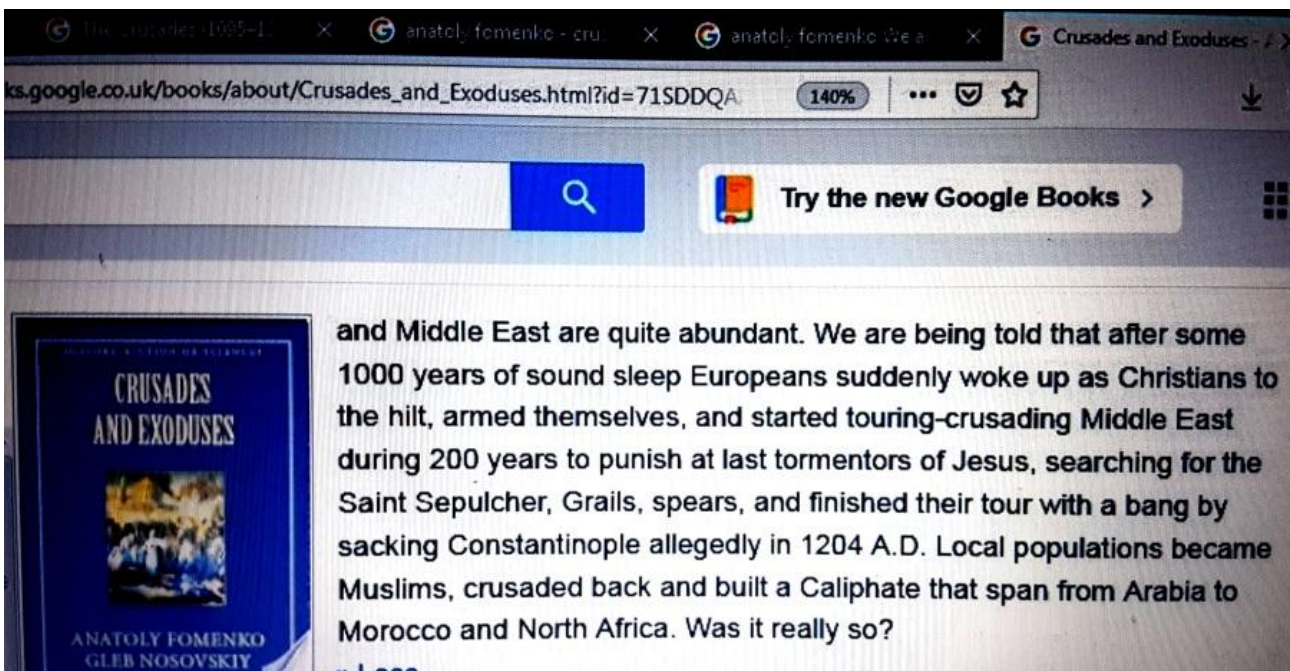 anatoly fomenko - cru
anatoly fomenko We a
Crusades and Exoduses -
ks.google.co.uk/books/about/Crusades_and_Exoduses.html?id=71SDDQA
140%
Try the new Google Books
and Middle East are quite abundant. We are being told that after some
1000 years of sound sleep Europeans suddenly woke up as Christians to
the hilt, armed themselves, and started touring-crusading Middle East
during 200 years to punish at last tormentors of Jesus, searching for the
Saint Sepulcher, Grails, spears, and finished their tour with a bang by
sacking Constantinople allegedly in 1204 A.D. Local populations became
Muslims, crusaded back and built a Caliphate that span from Arabia to
Morocco and North Africa. Was it really so?
CRUSADES
AND EXODUSES
ANATOLY FOMENKO
GLEB NOSOVSKIY